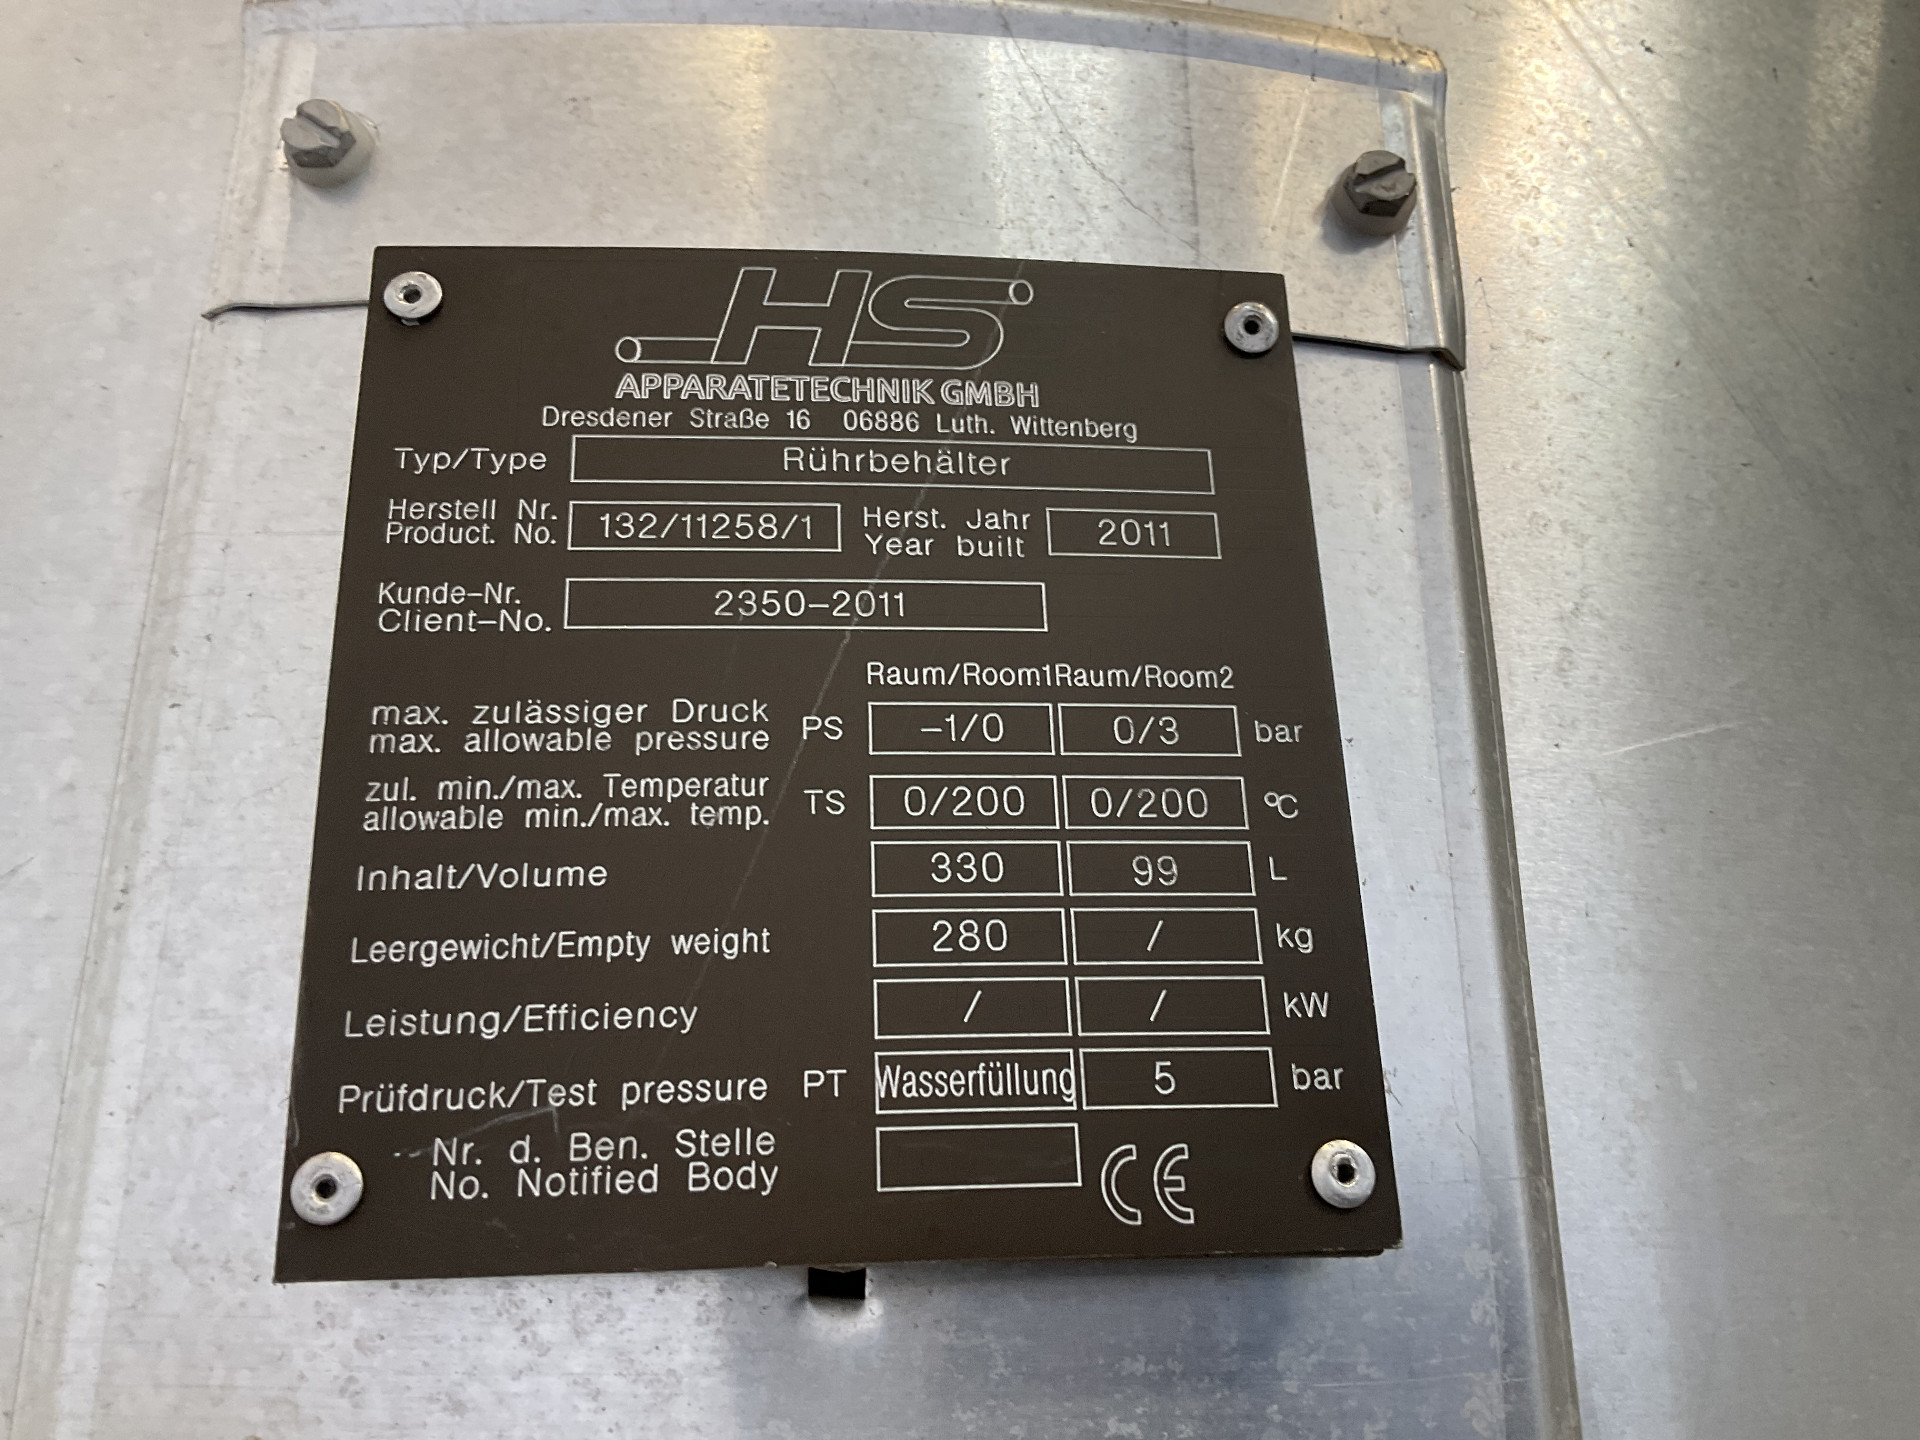 HS
APPARATETECHNIK GMBH
Dresdener Straße 16 06886 Luth. Wittenberg
Typ/Type Rührbehälter
Herstell Nr. 132/11258/1 Herst. Jahr 2011
Product. No. Year built
Kunde-Nr. 2350-2011
Client-No.
Raum/Room1 Raum/Room2
max. zulässiger Druck PS -1/0 0/3 bar
max. allowable pressure
zul. min./max. Temperatur TS 0/200 0/200 °C
allowable min./max. temp.
Inhalt/Volume 330 99 L
Leergewicht/Empty weight 280 / kg
Leistung/Efficiency / / kW
Prüfdruck/Test pressure PT Wasserfüllung 5 bar
Nr. d. Ben. Stelle
No. Notified Body
CE